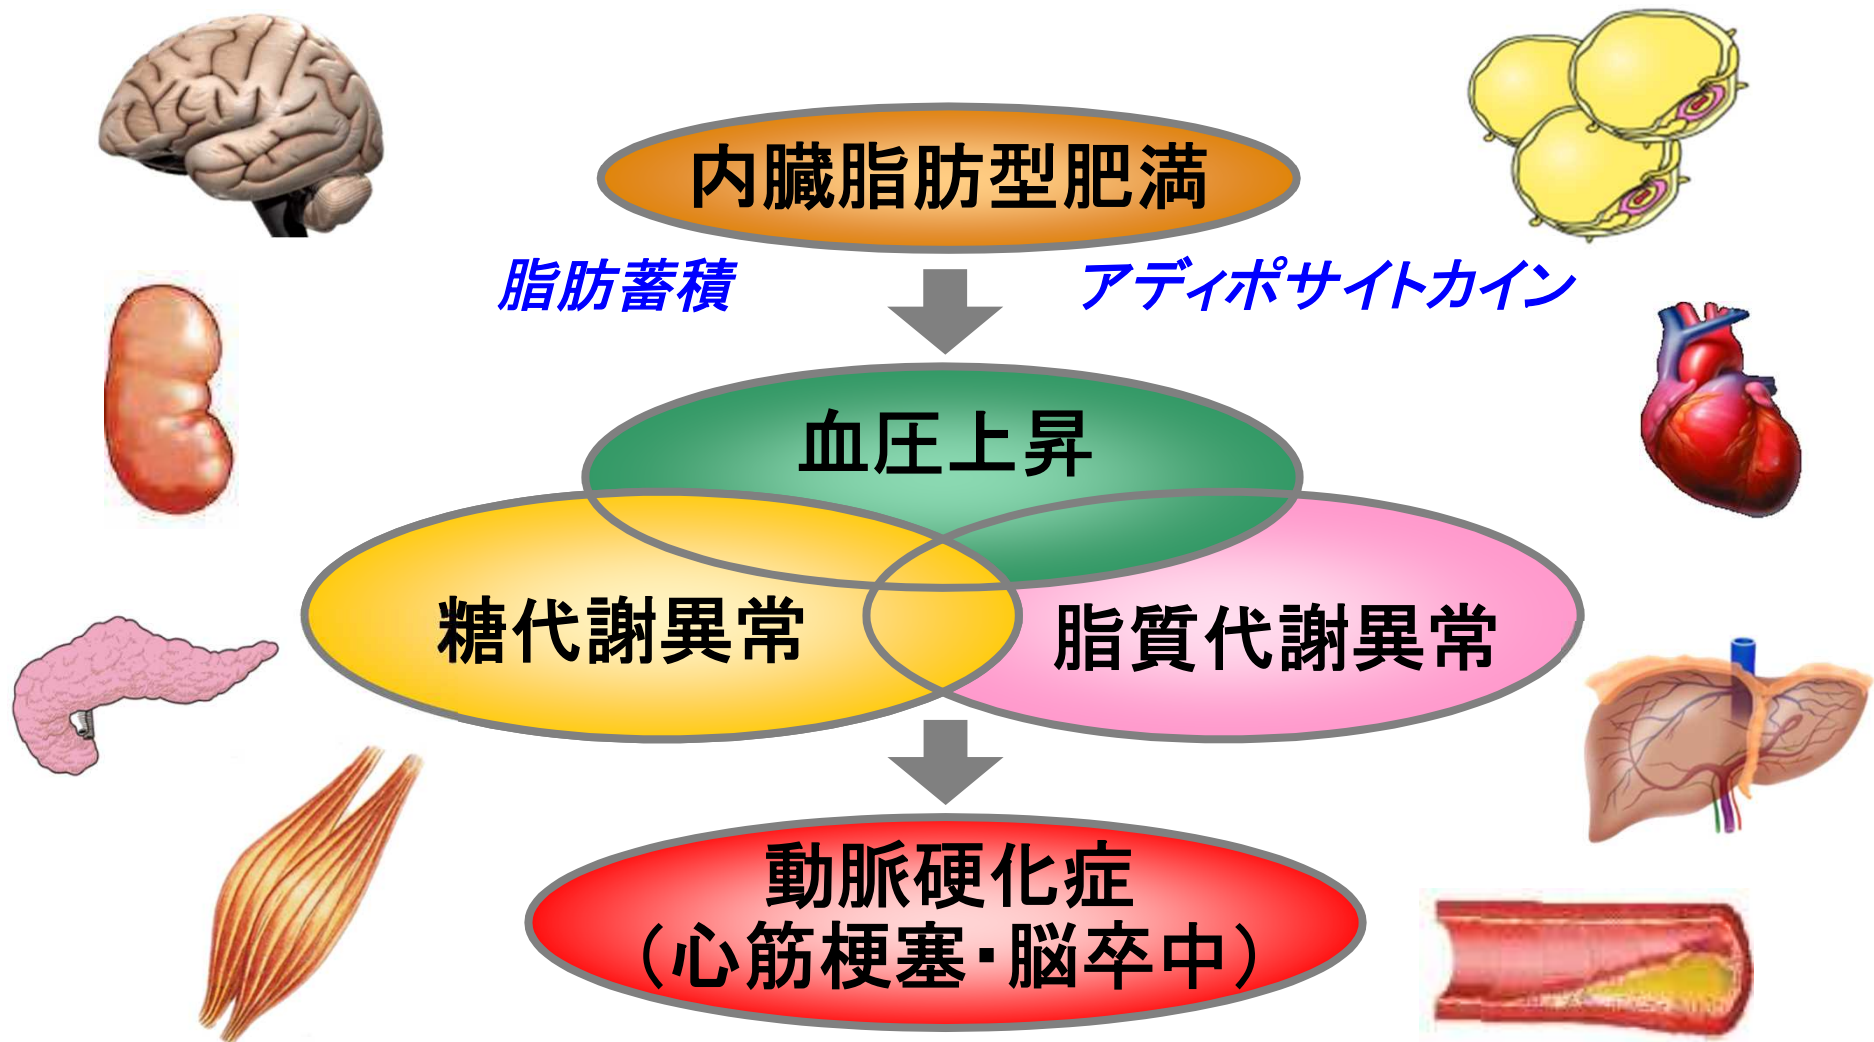 内臓脂肪型肥満
脂肪蓄積
アディポサイトカイン
血圧上昇
糖代謝異常
脂質代謝異常
動脈硬化症
（心筋梗塞・脳卒中）